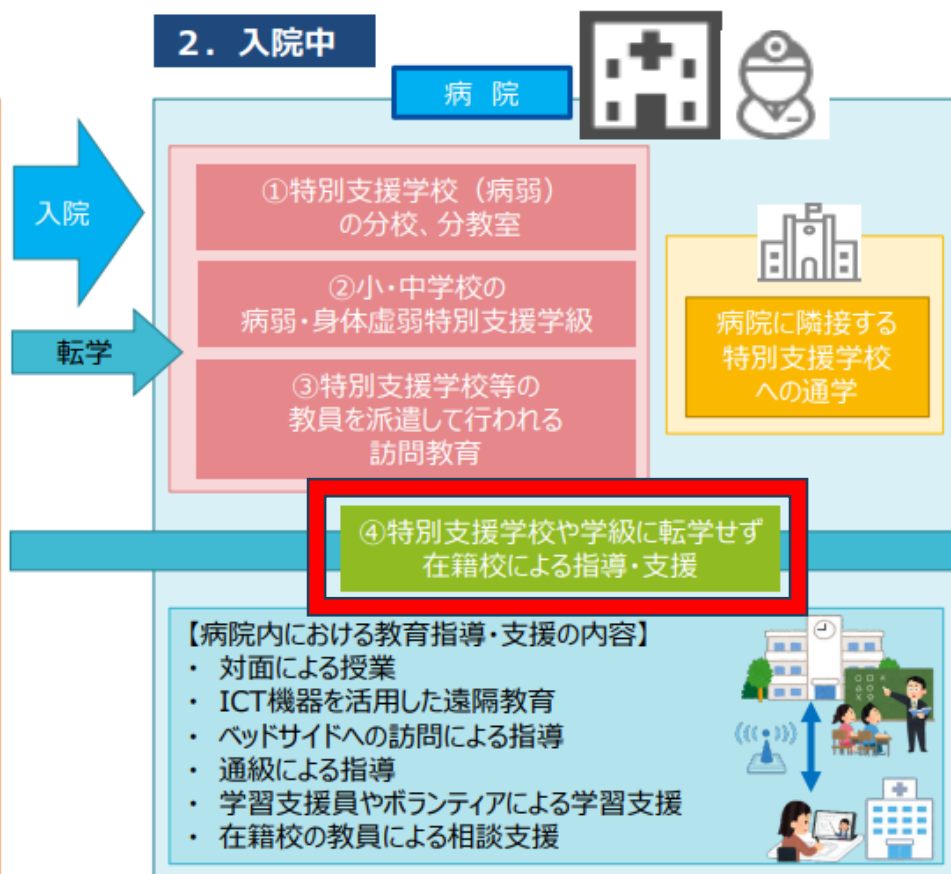 2．入院中
病 院
入院
転学
①特別支援学校（病弱）
の分校、分教室
②小・中学校の
病弱・身体虚弱特別支援学級
③特別支援学校等の
教員を派遣して行われる
訪問教育
病院に隣接する
特別支援学校
への通学
④特別支援学校や学級に転学せず
在籍校による指導・支援
【病院内における教育指導・支援の内容】
・ 対面による授業
・ ICT機器を活用した遠隔教育
・ ベッドサイドへの訪問による指導
・ 通級による指導
・ 学習支援員やボランティアによる学習支援
・ 在籍校の教員による相談支援